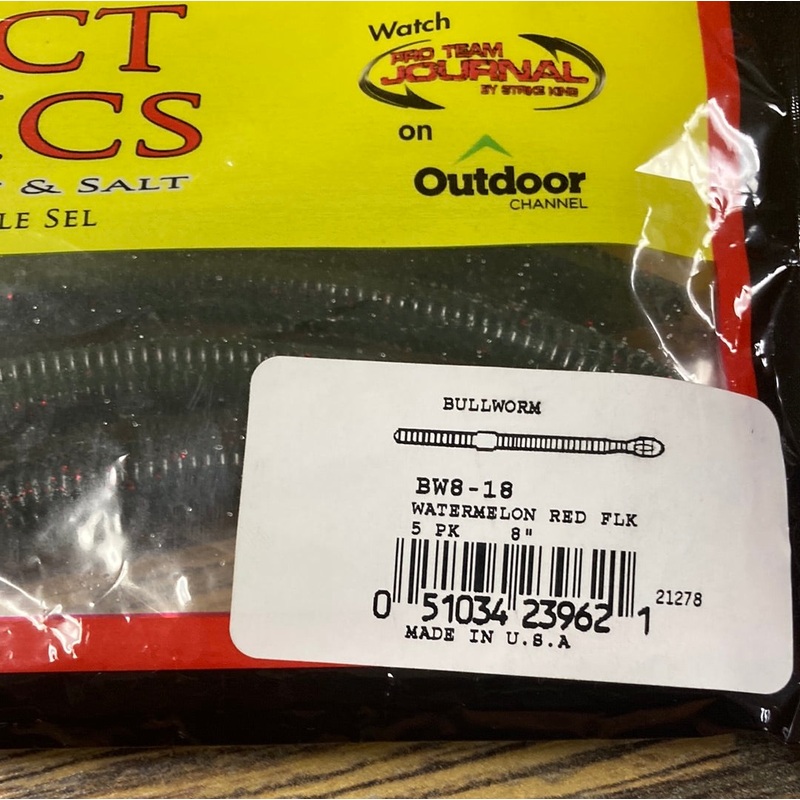 CT
ICS
& SALT
LE SEL
Watch
PRO TEAM
JOURNAL
BY STRIKE KING
on
Outdoor
CHANNEL
BULLWORM
BW8-18
WATERMELON RED FLK
5 PK 8"
0 51034 23962 1 21278
MADE IN U.S.A